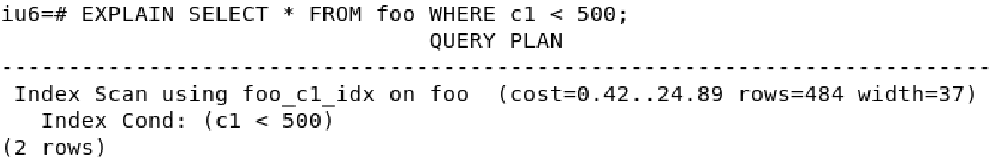 iu6=# EXPLAIN SELECT * FROM foo WHERE c1 < 500;
QUERY PLAN
--------------------------------------------------------------------------
Index Scan using foo_c1_idx on foo  (cost=0.42..24.89 rows=484 width=37)
Index Cond: (c1 < 500)
(2 rows)